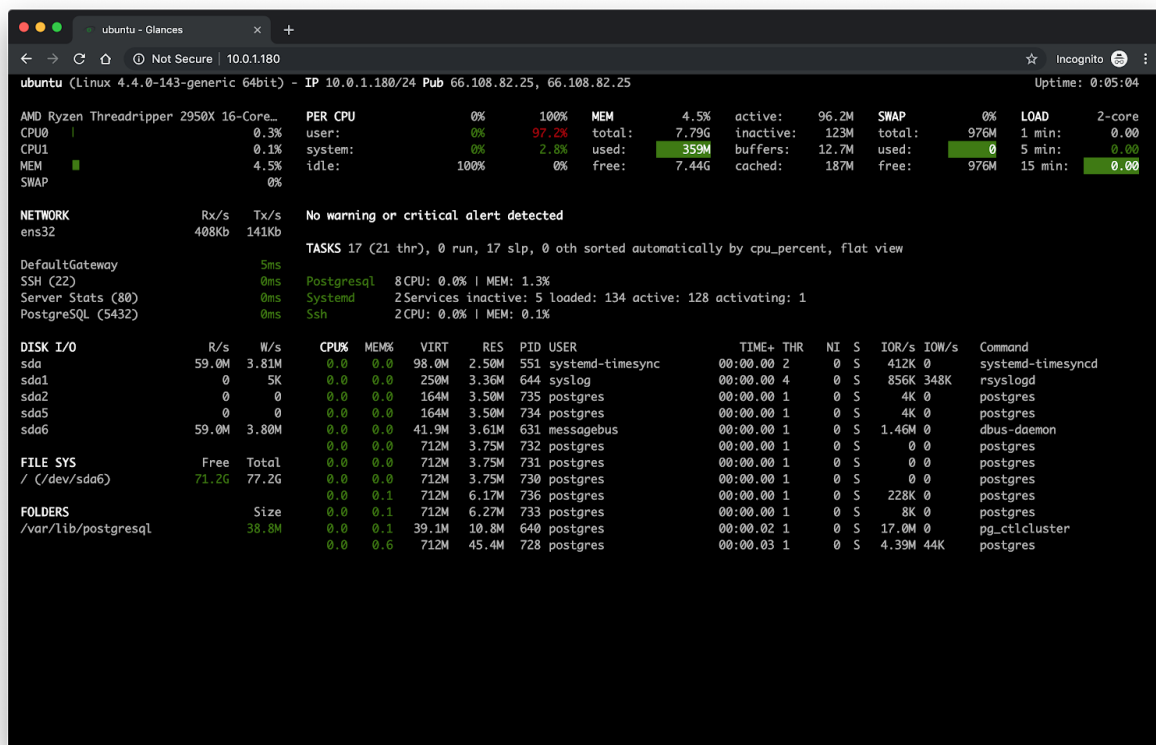 ubuntu - Glances
Not Secure 10.0.1.180 Incognito
ubuntu (Linux 4.4.0-143-generic 64bit) - IP 10.0.1.180/24 Pub 66.108.82.25, 66.108.82.25 Uptime: 0:05:04
AMD Ryzen Threadripper 2950X 16-Core… PER CPU 0% 100% MEM 4.5% active: 96.2M SWAP 0% LOAD 2-core
CPU0 0.3% user: 0% 97.2% total: 7.79G inactive: 123M total: 976M 1 min: 0.00
CPU1 0.1% system: 0% 2.8% used: 359M buffers: 12.7M used: 0 5 min: 0.00
MEM 4.5% idle: 100% 0% free: 7.44G cached: 187M free: 976M 15 min: 0.00
SWAP 0%
NETWORK Rx/s Tx/s No warning or critical alert detected
ens32 408Kb 141Kb
TASKS 17 (21 thr), 0 run, 17 slp, 0 oth sorted automatically by cpu_percent, flat view
DefaultGateway 5ms
SSH (22) 0ms Postgresql 8 CPU: 0.0% | MEM: 1.3%
Server Stats (80) 0ms Systemd 2 Services inactive: 5 loaded: 134 active: 128 activating: 1
PostgreSQL (5432) 0ms Ssh 2 CPU: 0.0% | MEM: 0.1%
DISK I/O R/s W/s CPU% MEM% VIRT RES PID USER TIME+ THR NI S IOR/s IOW/s Command
sda 59.0M 3.81M 0.0 0.0 98.0M 2.50M 551 systemd-timesync 00:00.00 2 0 S 412K 0 systemd-timesyncd
sda1 0 5K 0.0 0.0 250M 3.36M 644 syslog 00:00.00 4 0 S 856K 348K rsyslogd
sda2 0 0 0.0 0.0 164M 3.50M 735 postgres 00:00.00 1 0 S 4K 0 postgres
sda5 0 0 0.0 0.0 164M 3.50M 734 postgres 00:00.00 1 0 S 4K 0 postgres
sda6 59.0M 3.80M 0.0 0.0 41.9M 3.61M 631 messagebus 00:00.00 1 0 S 1.46M 0 dbus-daemon
0.0 0.0 712M 3.75M 732 postgres 00:00.00 1 0 S 0 0 postgres
FILE SYS Free Total 0.0 0.0 712M 3.75M 731 postgres 00:00.00 1 0 S 0 0 postgres
/ (/dev/sda6) 71.2G 77.2G 0.0 0.0 712M 3.75M 730 postgres 00:00.00 1 0 S 0 0 postgres
0.0 0.1 712M 6.17M 736 postgres 00:00.00 1 0 S 228K 0 postgres
FOLDERS Size 0.0 0.1 712M 6.27M 733 postgres 00:00.00 1 0 S 8K 0 postgres
/var/lib/postgresql 38.8M 0.0 0.1 39.1M 10.8M 640 postgres 00:00.02 1 0 S 17.0M 0 pg_ctlcluster
0.0 0.6 712M 45.4M 728 postgres 00:00.03 1 0 S 4.39M 44K postgres